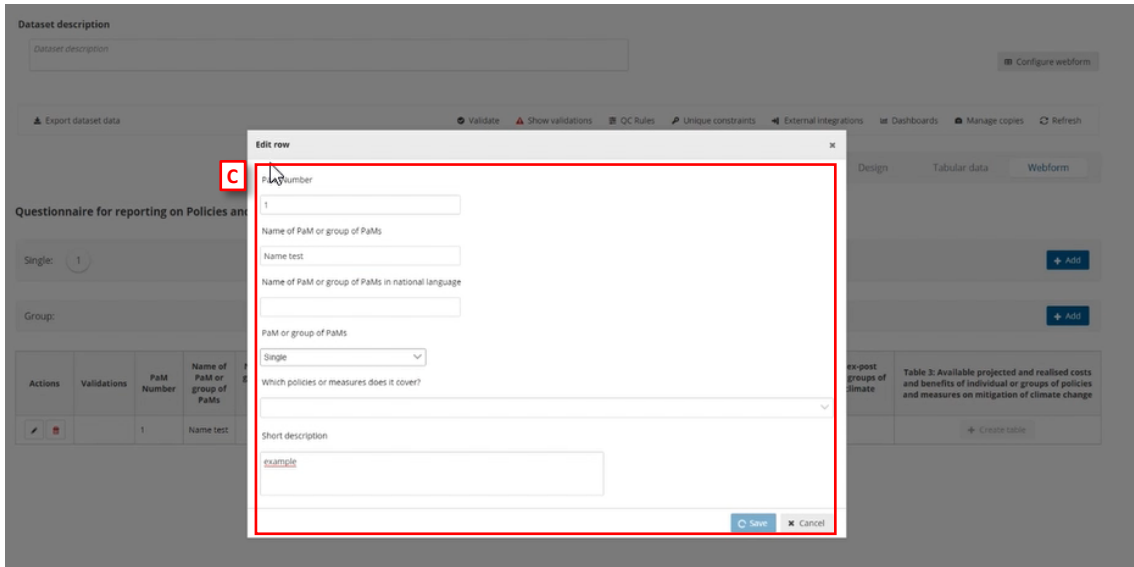 Dataset description
Dataset description
Configure webform
Export dataset data
Validate
Show validations
QC Rules
Unique constraints
External integrations
Dashboards
Manage copies
Refresh
Edit row
Design
Tabular data
Webform
C
Number
1
Questionnaire for reporting on Policies
Name of PaM or group of PaMs
Name test
Single: 1
Add
Name of PaM or group of PaMs in national language
Group:
Add
PaM or group of PaMs
Single
Which policies or measures does it cover?
Short description
example
Save
Cancel
Actions
Validations
PaM
Number
Name of
PaM or
group of
PaMs
ex-post
groups of
climate
Table 3: Available projected and realised costs
and benefits of individual or groups of policies
and measures on mitigation of climate change
1
Name test
Create table